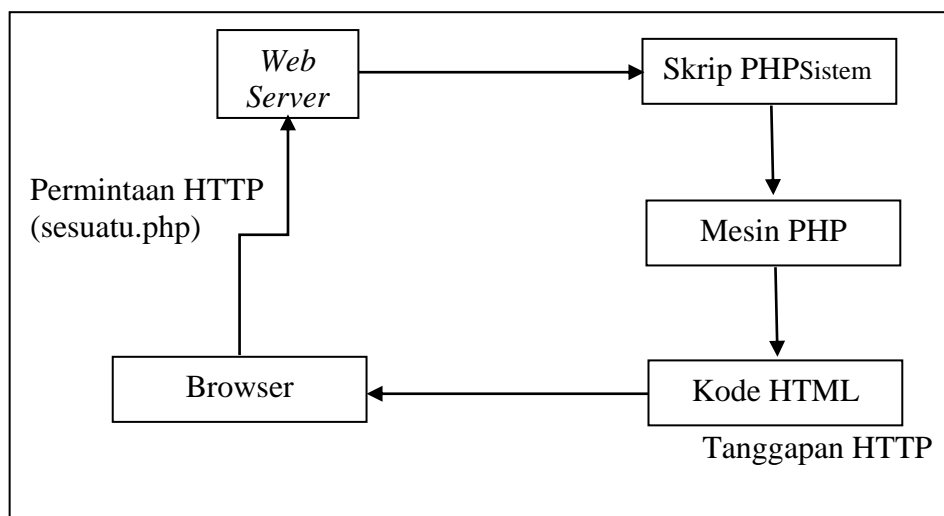 Web
Server
Skrip PHPSistem
Permintaan HTTP
(sesuatu.php)
Mesin PHP
Browser
Kode HTML
Tanggapan HTTP